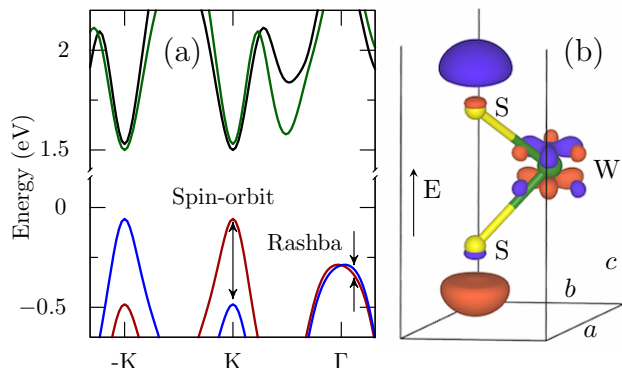 (a)
(b)
2
1.5
0
−0.5
Energy (eV)
Spin-orbit
Rashba
-K
K
Γ
S
W
E
S
c
b
a